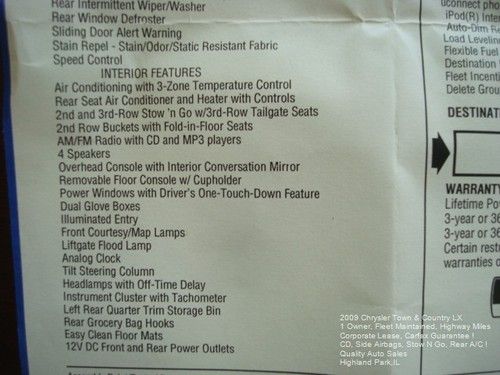 Rear Intermittent Wiper/Washer
Rear Window Defroster
Sliding Door Alert Warning
Stain Repel - Stain/Odor/Static Resistant Fabric
Speed Control
INTERIOR FEATURES
Air Conditioning with 3-Zone Temperature Control
Rear Seat Air Conditioner and Heater with Controls
2nd and 3rd-Row Stow 'n Go w/3rd-Row Tailgate Seats
2nd Row Buckets with Fold-in-Floor Seats
AM/FM Radio with CD and MP3 players
4 Speakers
Overhead Console with Interior Conversation Mirror
Removable Floor Console w/ Cupholder
Power Windows with Driver's One-Touch-Down Feature
Dual Glove Boxes
Illuminated Entry
Front Courtesy/Map Lamps
Liftgate Flood Lamp
Analog Clock
Tilt Steering Column
Headlamps with Off-Time Delay
Instrument Cluster with Tachometer
Left Rear Quarter Trim Storage Bin
Rear Grocery Bag Hooks
Easy Clean Floor Mats
12V DC Front and Rear Power Outlets
uconnect pho
iPod(R) Inte
Auto-Dim Re
Load Levelin
Flexible Fuel
Destination
Fleet Incenti
Delete Grou
DESTINAT
WARRANTY
Lifetime Po
3-year or 36
3-year or 36
Certain restr
warranties o
2009 Chrysler Town & Country LX
1 Owner, Fleet Maintained, Highway Miles
Corporate Lease, Carfax Guarantee !
CD, Side Airbags, Stow N Go, Rear A/C !
Quality Auto Sales
Highland Park,IL